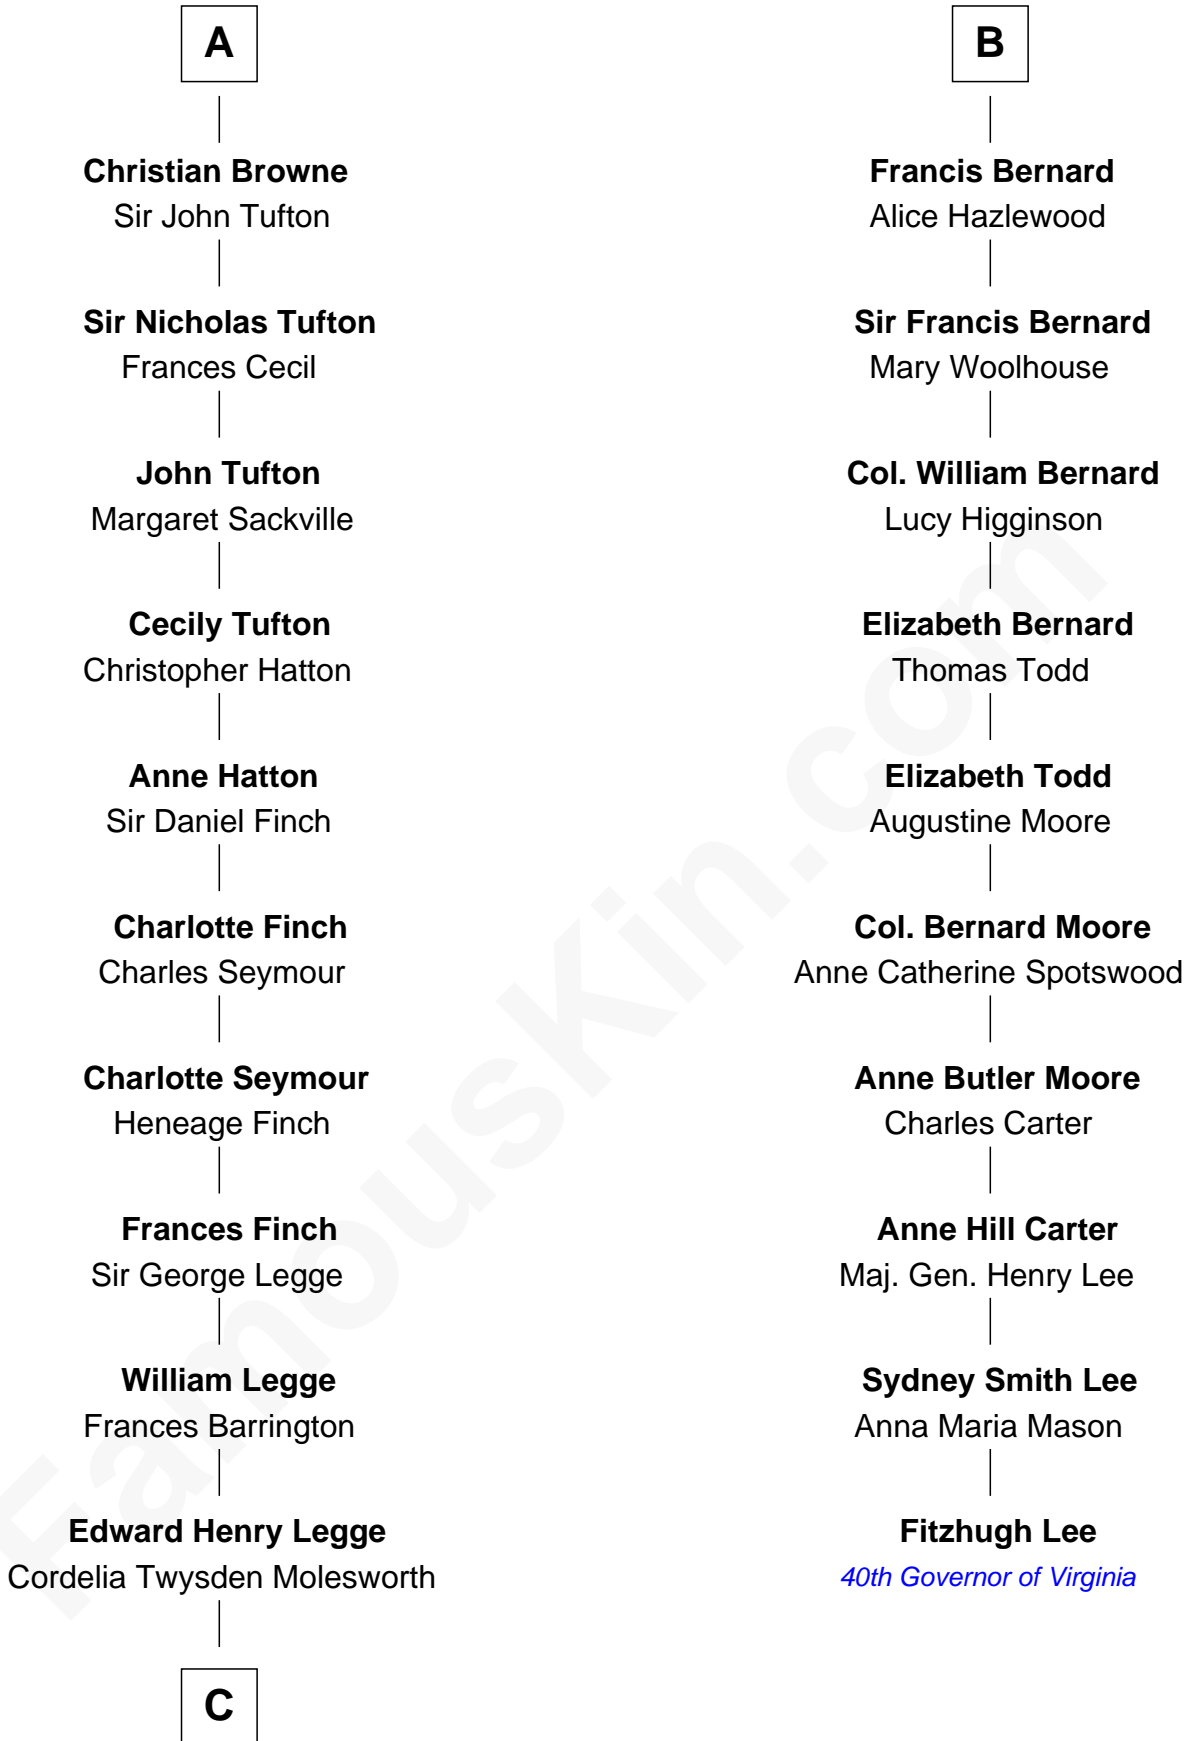 A
Christian Browne
Sir John Tufton
Sir Nicholas Tufton
Frances Cecil
John Tufton
Margaret Sackville
Cecily Tufton
Christopher Hatton
Anne Hatton
Sir Daniel Finch
Charlotte Finch
Charles Seymour
Charlotte Seymour
Heneage Finch
Frances Finch
Sir George Legge
William Legge
Frances Barrington
Edward Henry Legge
Cordelia Twysden Molesworth
C
B
Francis Bernard
Alice Hazlewood
Sir Francis Bernard
Mary Woolhouse
Col. William Bernard
Lucy Higginson
Elizabeth Bernard
Thomas Todd
Elizabeth Todd
Augustine Moore
Col. Bernard Moore
Anne Catherine Spotswood
Anne Butler Moore
Charles Carter
Anne Hill Carter
Maj. Gen. Henry Lee
Sydney Smith Lee
Anna Maria Mason
Fitzhugh Lee
40th Governor of Virginia
FamousKin.com